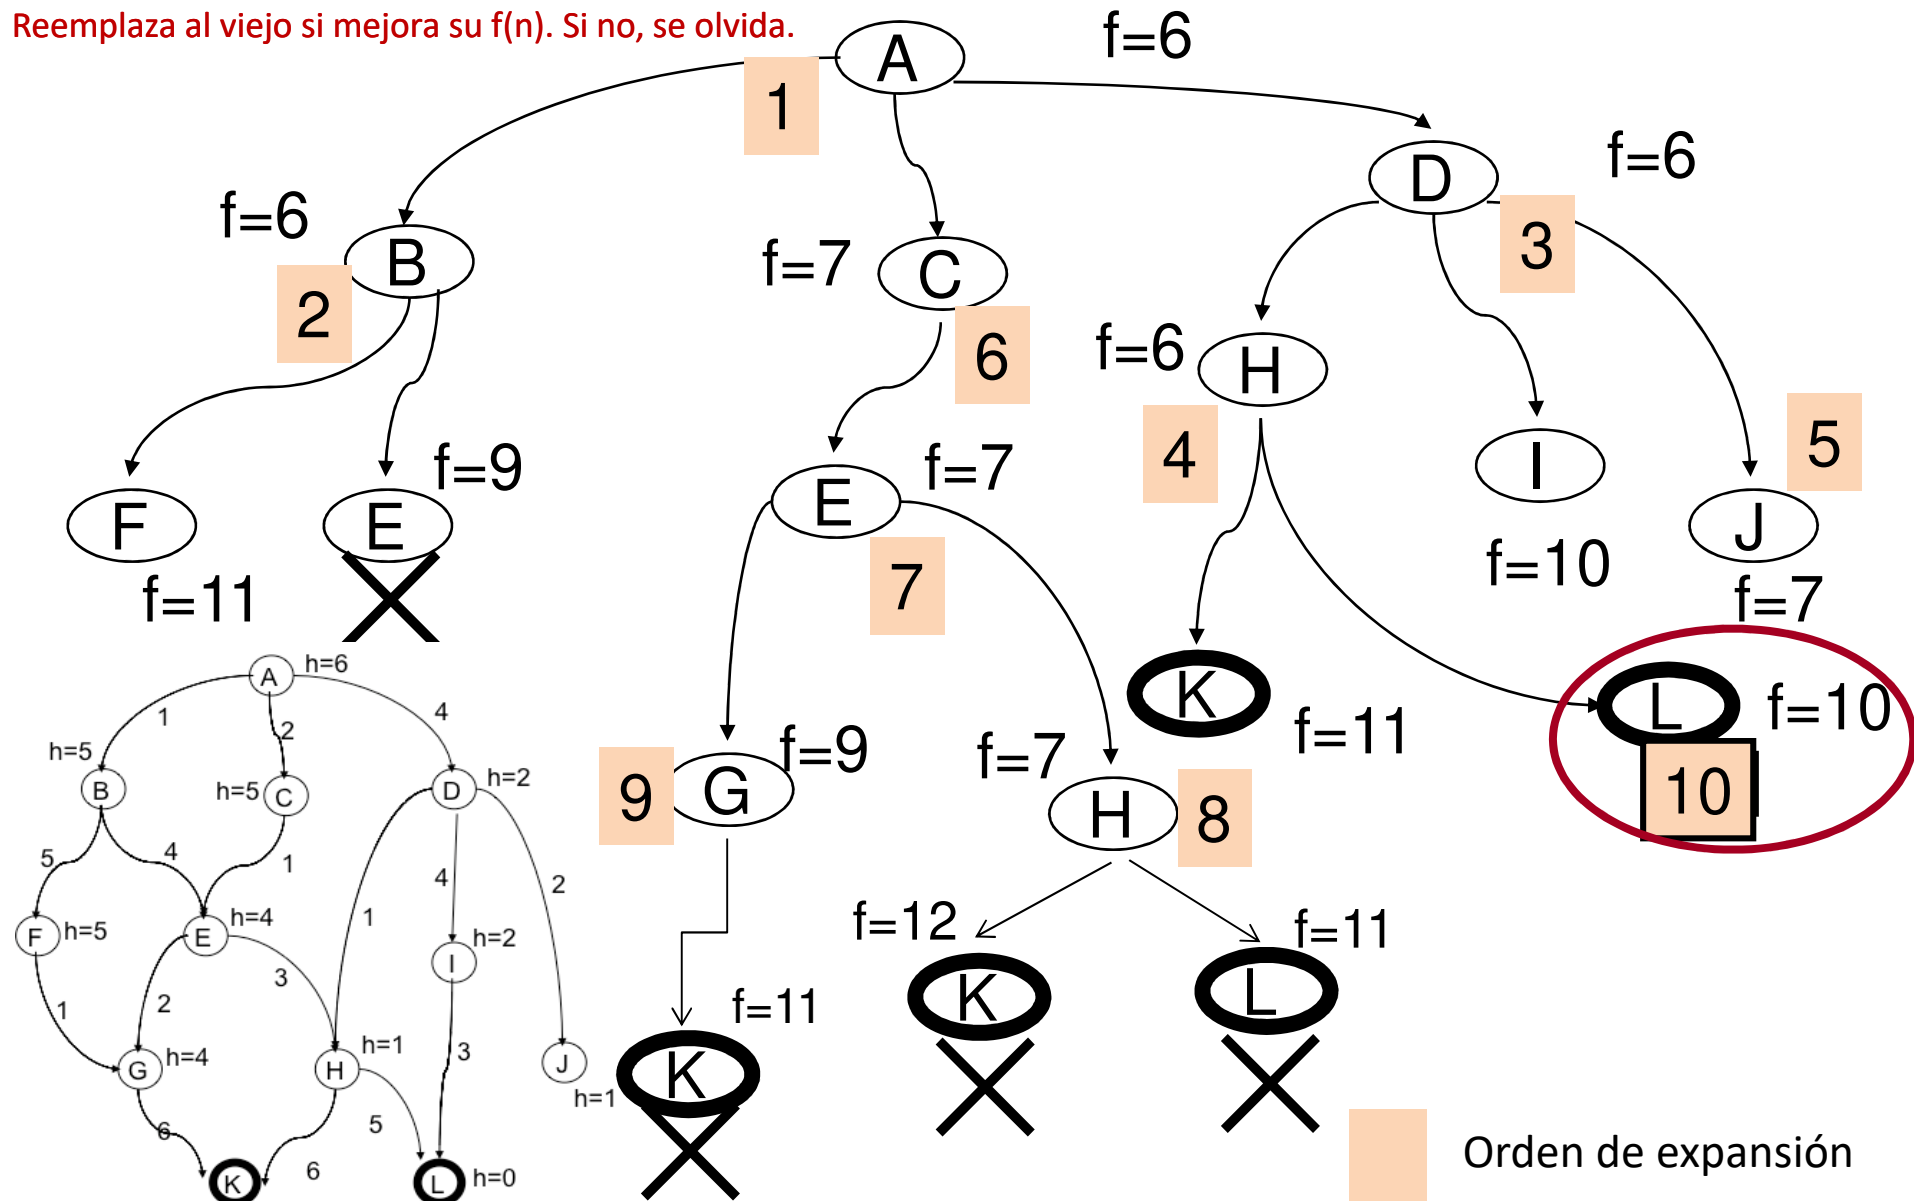 Reemplaza al viejo si mejora su f(n). Si no, se olvida.
A
f=6
1
D
f=6
f=6
B
f=7
C
3
2
6
f=6
H
4
5
F
f=11
E
f=9
E
f=7
7
I
f=10
J
f=7
K
f=11
L
f=10
10
9
G
f=9
f=7
H
8
f=12
K
f=11
L
f=11
K
A
h=6
1
2
4
h=5
B
h=5
C
D
h=2
5
4
1
1
4
2
F
h=5
E
h=4
I
h=2
1
2
3
3
G
h=4
H
h=1
J
h=1
6
6
5
K
L
h=0
Orden de expansión